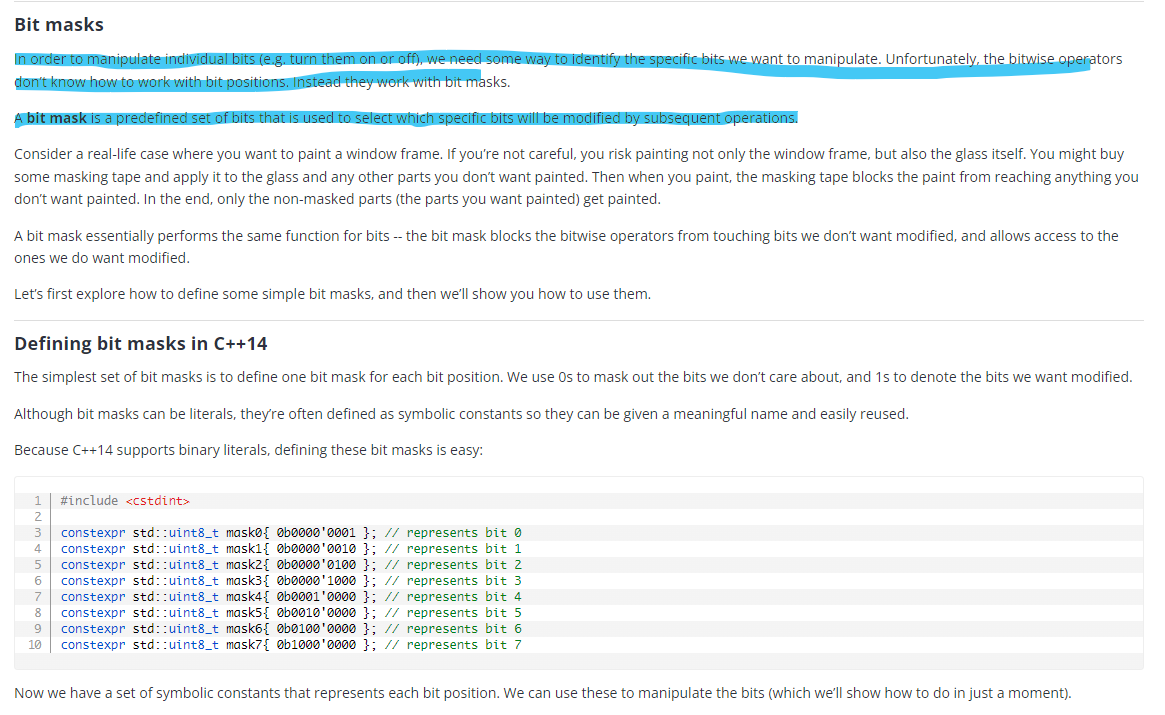 Bit masks
In order to manipulate individual bits (e.g. turn them on or off), we need some way to identify the specific bits we want to manipulate. Unfortunately, the bitwise operators
don’t know how to work with bit positions. Instead they work with bit masks.
A bit mask is a predefined set of bits that is used to select which specific bits will be modified by subsequent operations.
Consider a real-life case where you want to paint a window frame. If you’re not careful, you risk painting not only the window frame, but also the glass itself. You might buy
some masking tape and apply it to the glass and any other parts you don’t want painted. Then when you paint, the masking tape blocks the paint from reaching anything you
don’t want painted. In the end, only the non-masked parts (the parts you want painted) get painted.
A bit mask essentially performs the same function for bits -- the bit mask blocks the bitwise operators from touching bits we don’t want modified, and allows access to the
ones we do want modified.
Let’s first explore how to define some simple bit masks, and then we’ll show you how to use them.
Defining bit masks in C++14
The simplest set of bit masks is to define one bit mask for each bit position. We use 0s to mask out the bits we don’t care about, and 1s to denote the bits we want modified.
Although bit masks can be literals, they’re often defined as symbolic constants so they can be given a meaningful name and easily reused.
Because C++14 supports binary literals, defining these bit masks is easy:
1 #include <cstdint>
2
3 constexpr std::uint8_t mask0{ 0b0000'0001 }; // represents bit 0
4 constexpr std::uint8_t mask1{ 0b0000'0010 }; // represents bit 1
5 constexpr std::uint8_t mask2{ 0b0000'0100 }; // represents bit 2
6 constexpr std::uint8_t mask3{ 0b0000'1000 }; // represents bit 3
7 constexpr std::uint8_t mask4{ 0b0001'0000 }; // represents bit 4
8 constexpr std::uint8_t mask5{ 0b0010'0000 }; // represents bit 5
9 constexpr std::uint8_t mask6{ 0b0100'0000 }; // represents bit 6
10 constexpr std::uint8_t mask7{ 0b1000'0000 }; // represents bit 7
Now we have a set of symbolic constants that represents each bit position. We can use these to manipulate the bits (which we’ll show how to do in just a moment).